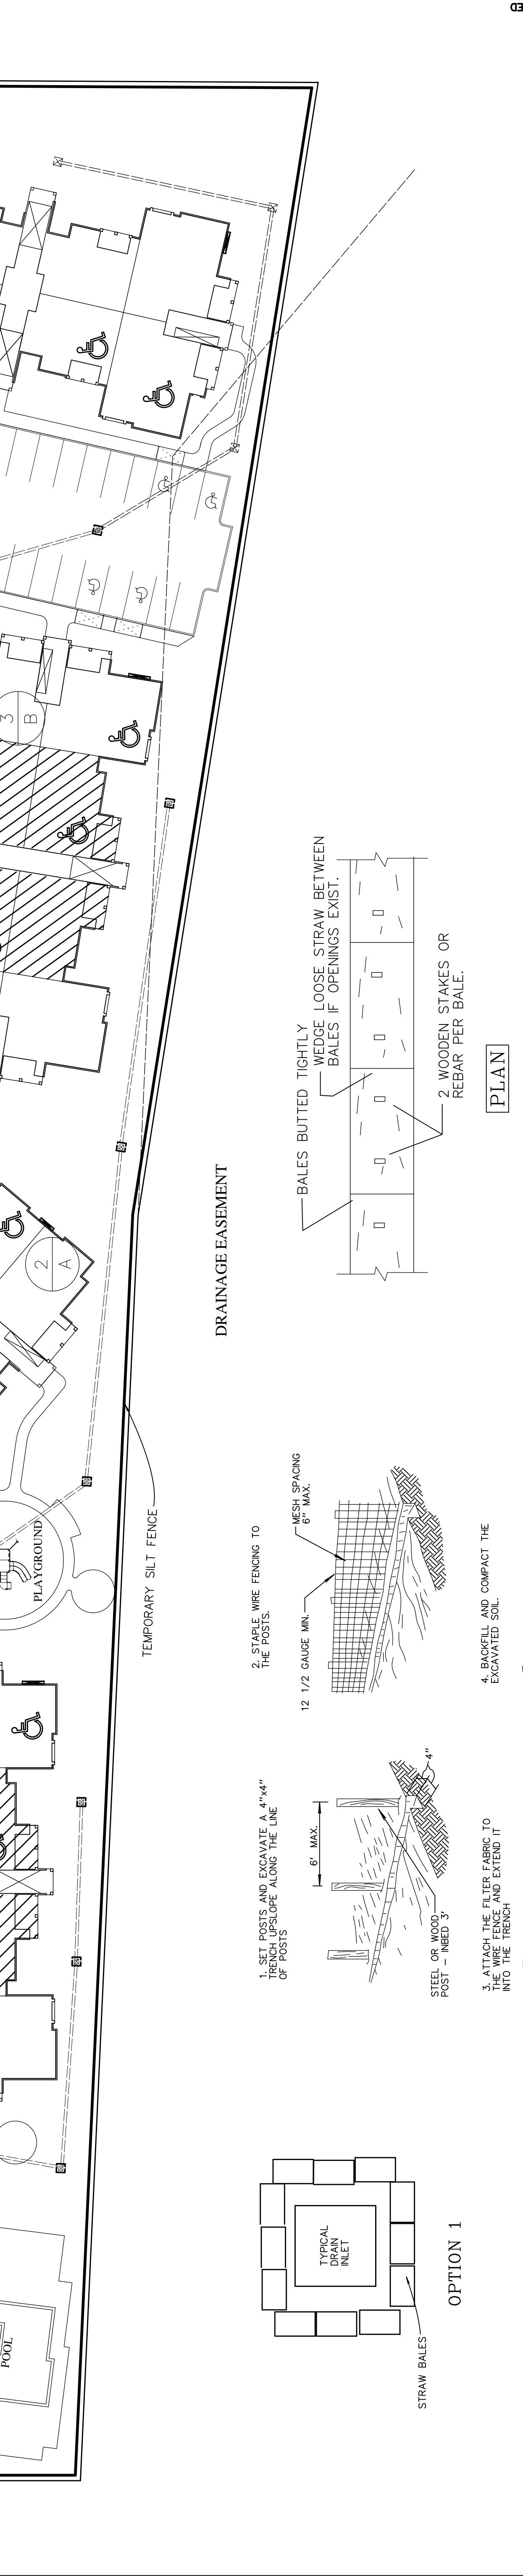 ED
3
B
2
A
PLAYGROUND
POOL
TEMPORARY SILT FENCE
DRAINAGE EASEMENT
BALES BUTTED TIGHTLY
WEDGE LOOSE STRAW BETWEEN
BALES IF OPENINGS EXIST.
2 WOODEN STAKES OR
REBAR PER BALE.
PLAN
1. SET POSTS AND EXCAVATE A 4"x4"
TRENCH UPSLOPE ALONG THE LINE
OF POSTS
6' MAX.
4"
STEEL OR WOOD
POST – INBED 3'
2. STAPLE WIRE FENCING TO
THE POSTS.
12 1/2 GAUGE MIN.
MESH SPACING
6" MAX.
3. ATTACH THE FILTER FABRIC TO
THE WIRE FENCE AND EXTEND IT
INTO THE TRENCH
4. BACKFILL AND COMPACT THE
EXCAVATED SOIL.
TYPICAL
DRAIN
INLET
STRAW BALES
OPTION 1